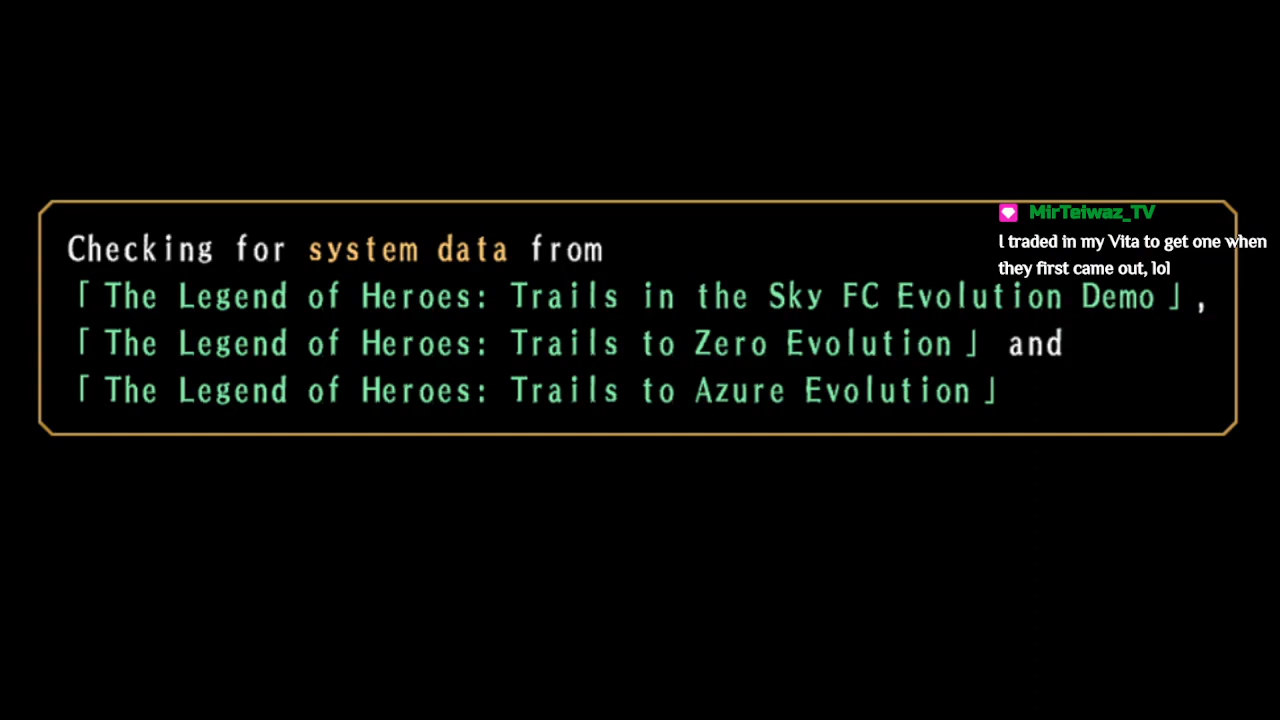 Checking for system data from
「The Legend of Heroes: Trails in the Sky FC Evolution Demo」,
「The Legend of Heroes: Trails to Zero Evolution」 and
「The Legend of Heroes: Trails to Azure Evolution」
MirTeiwaz_TV
I traded in my Vita to get one when
they first came out, lol